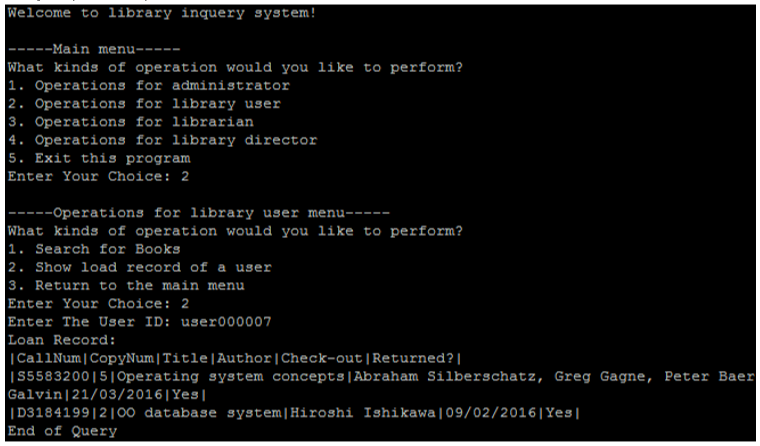 Welcome to library inquery system!
-----Main menu-----
What kinds of operation would you like to perform?
1. Operations for administrator
2. Operations for library user
3. Operations for librarian
4. Operations for library director
5. Exit this program
Enter Your Choice: 2
-----Operations for library user menu-----
What kinds of operation would you like to perform?
1. Search for Books
2. Show load record of a user
3. Return to the main menu
Enter Your Choice: 2
Enter The User ID: user000007
Loan Record:
|CallNum|CopyNum|Title|Author|Check-out|Returned?|
|S5583200|5|Operating system concepts|Abraham Silberschatz, Greg Gagne, Peter Baer
Galvin|21/03/2016|Yes|
|D3184199|2|OO database system|Hiroshi Ishikawa|09/02/2016|Yes|
End of Query